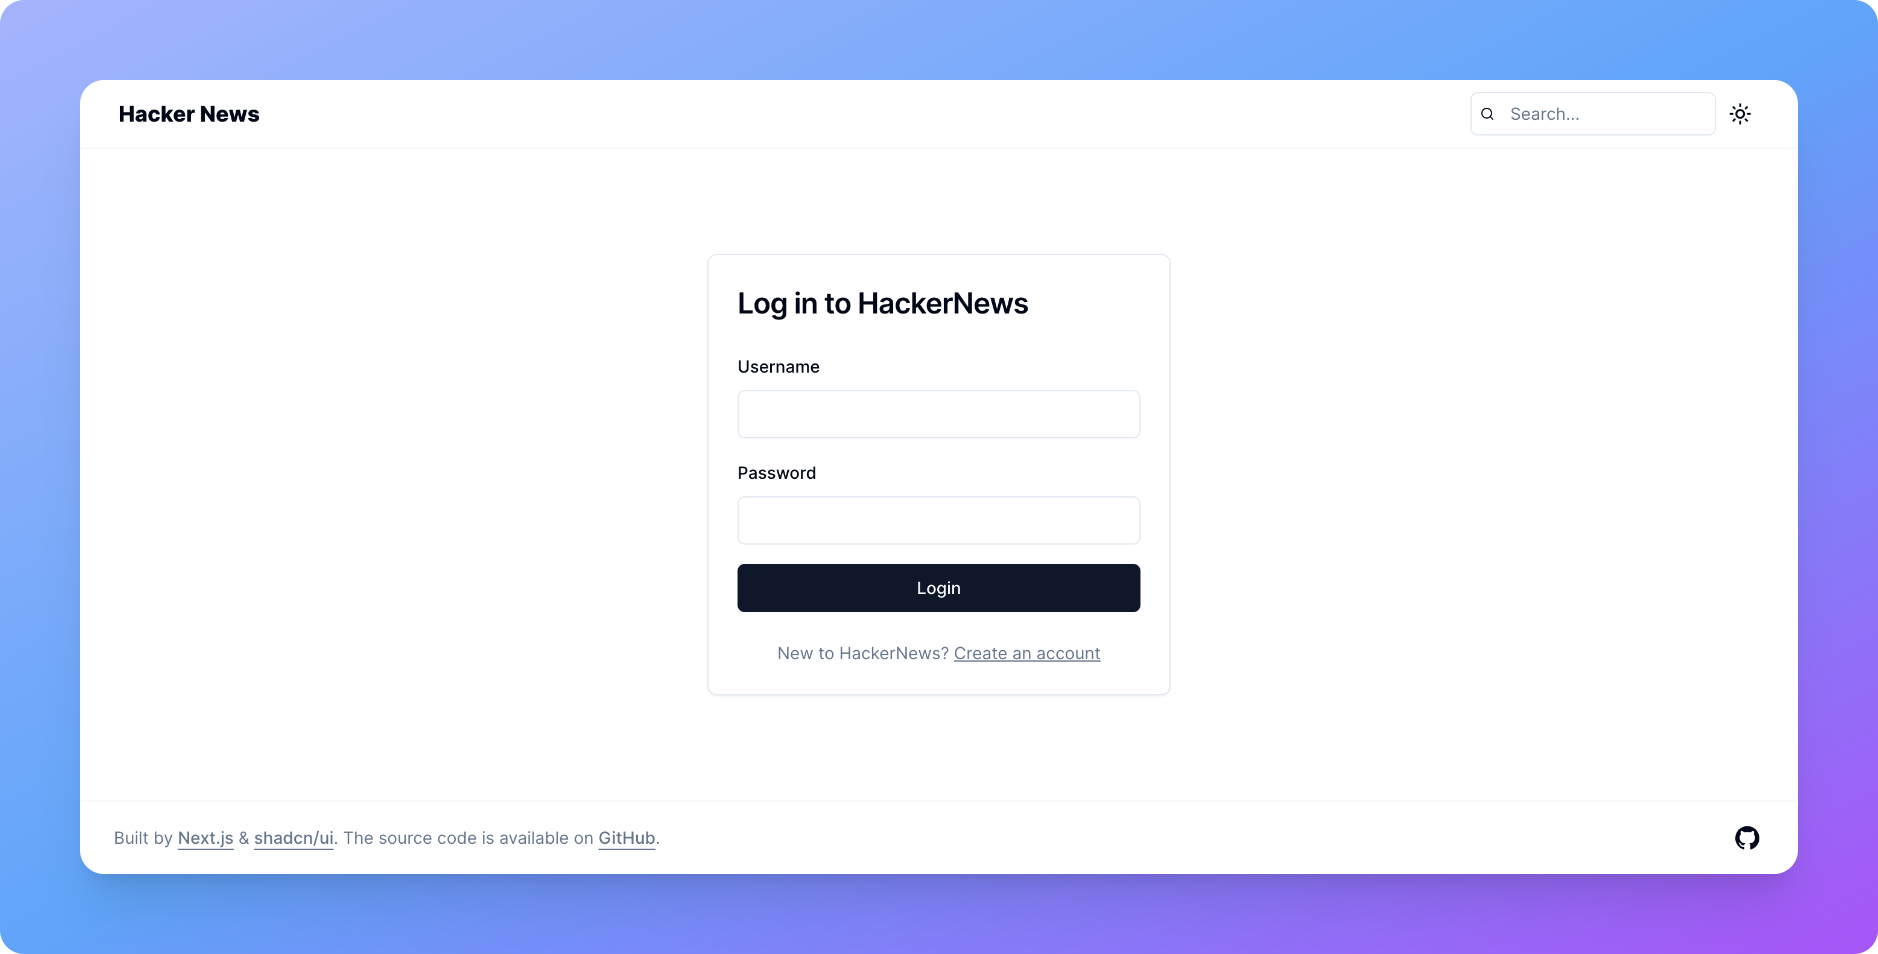 Hacker News
Search...
Log in to HackerNews
Username
Password
Login
New to HackerNews? Create an account
Built by Next.js & shadcn/ui. The source code is available on GitHub.